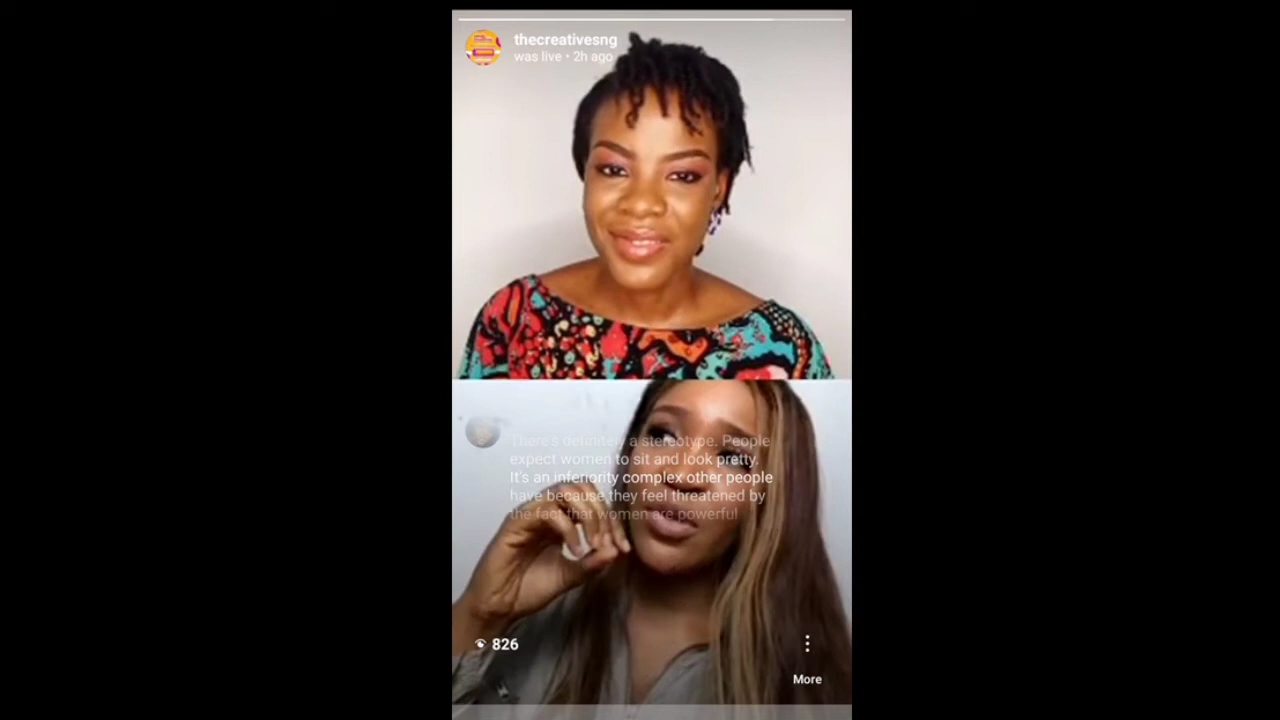 thecreativesng
was live • 2h ago
There's definitely a stereotype. People
expect women to sit and look pretty.
It's an inferiority complex other people
have because they feel threatened by
the fact that women are powerful
826
More